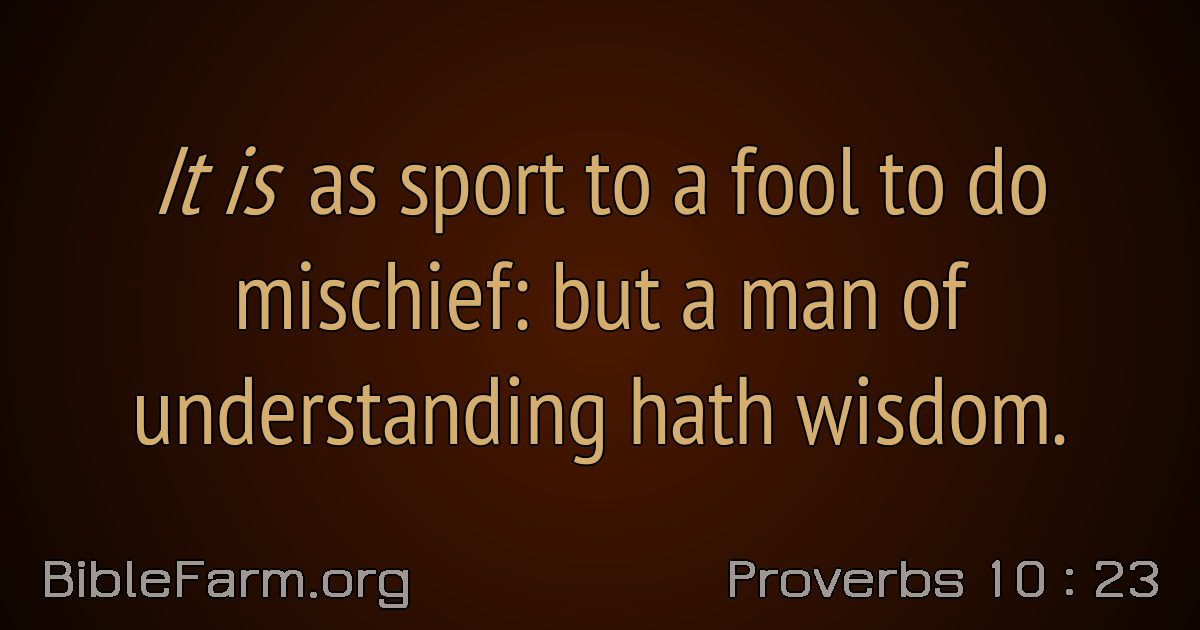 It is as sport to a fool to do
mischief: but a man of
understanding hath wisdom.
BibleFarm.org
Proverbs 10 : 23